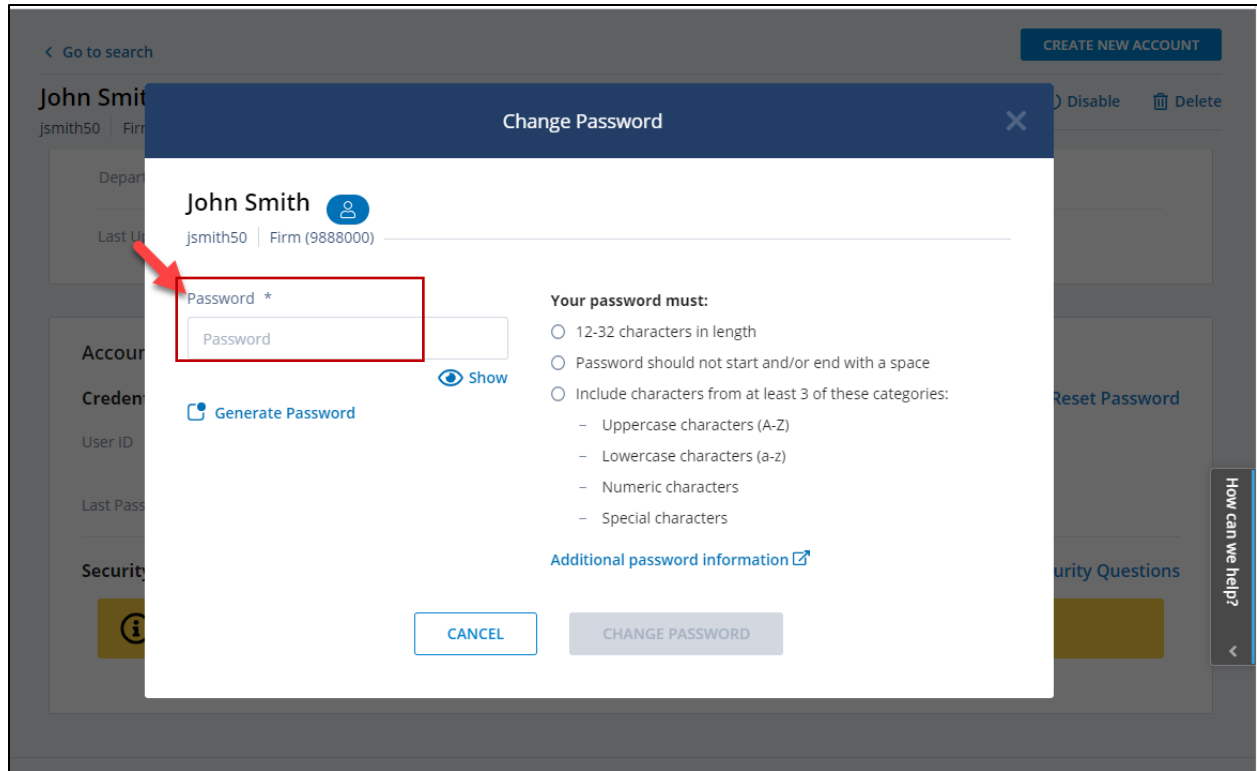 Go to search
CREATE NEW ACCOUNT
John Smit
Disable
Delete
jsmith50
Change Password
John Smith
jsmith50 Firm (9888000)
Password *
Password
Show
Generate Password
Your password must:
12-32 characters in length
Password should not start and/or end with a space
Include characters from at least 3 of these categories:
– Uppercase characters (A-Z)
– Lowercase characters (a-z)
– Numeric characters
– Special characters
Additional password information
CANCEL
CHANGE PASSWORD
Depart
Last U
Accour
Creden
Reset Password
User ID
Last Pass
Security
urity Questions
How can we help?